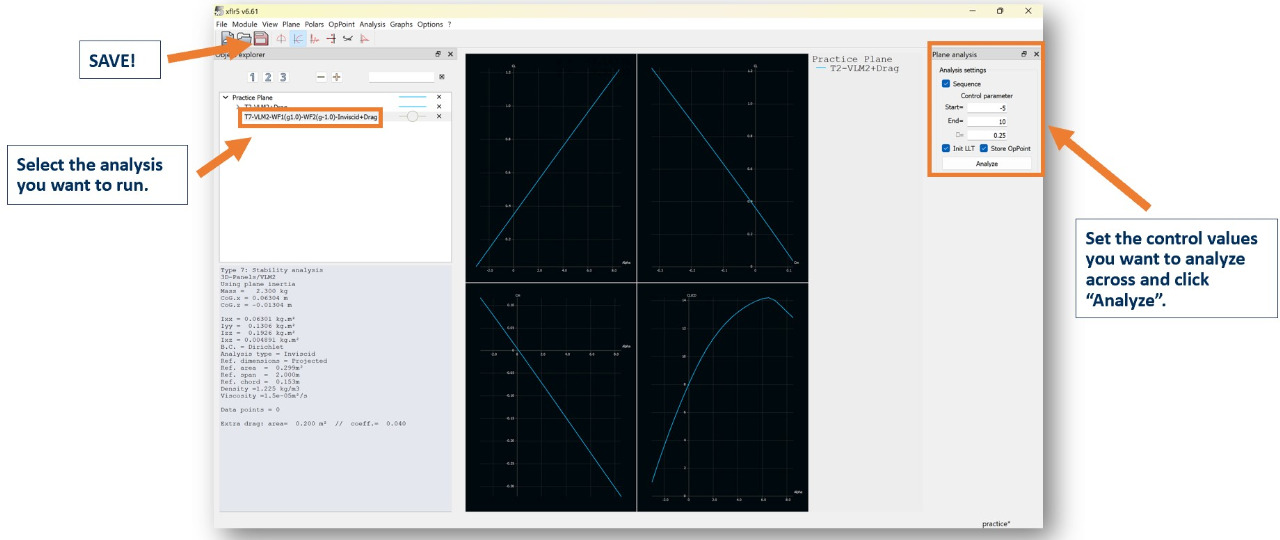 xflr5 v6.61
File Module View Plane Polars OpPoint Analysis Graphs Options ?
SAVE!
Object explorer
1 2 3
Practice Plane
T2-VLM2+Drag
T7-VLM2-WF1(g1.0)-WF2(g-1.0)-Inviscid+Drag
Select the analysis
you want to run.
Type 7: Stability analysis
3D-Panels/VLM2
Using plane inertia
Mass = 2.300 kg
CoG.x = 0.06304 m
CoG.z = -0.01304 m
Ixx = 0.06301 kg.m²
Iyy = 0.1306 kg.m²
Izz = 0.1926 kg.m²
Ixz = 0.004891 kg.m²
B.C. = Dirichlet
Analysis type = Inviscid
Ref. dimensions = Projected
Ref. area = 0.299m²
Ref. span = 2.000m
Ref. chord = 0.153m
Density =1.225 kg/m3
Viscosity =1.5e-05m²/s
Data points = 0
Extra drag: area= 0.200 m² // coeff.= 0.040
Practice Plane
T2-VLM2+Drag
Plane analysis
Analysis settings
Sequence
Control parameter
Start= -5
End= 10
0.25
Init LLT Store OpPoint
Analyze
Set the control values
you want to analyze
across and click
“Analyze”.
practice*